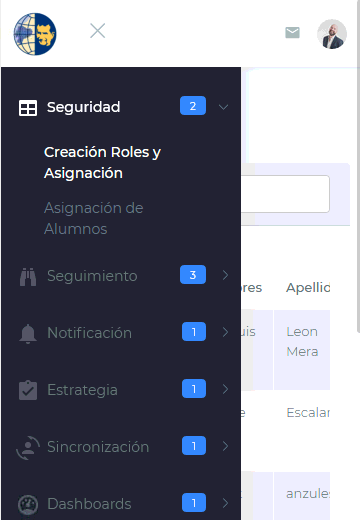 Seguridad 2
Creación Roles y
Asignación
Asignación de
Alumnos
Seguimiento 3
Notificación 1
Estrategia 1
Sincronización 1
Dashboards 1
ores Apellid
uis Leon
Mera
e Escalar
anzules